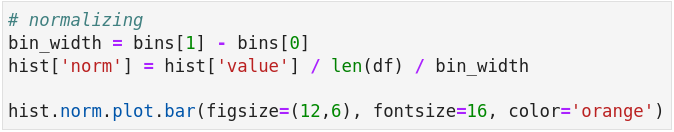 # normalizing
bin_width = bins[1] - bins[0]
hist['norm'] = hist['value'] / len(df) / bin_width
hist.norm.plot.bar(figsize=(12,6), fontsize=16, color='orange')